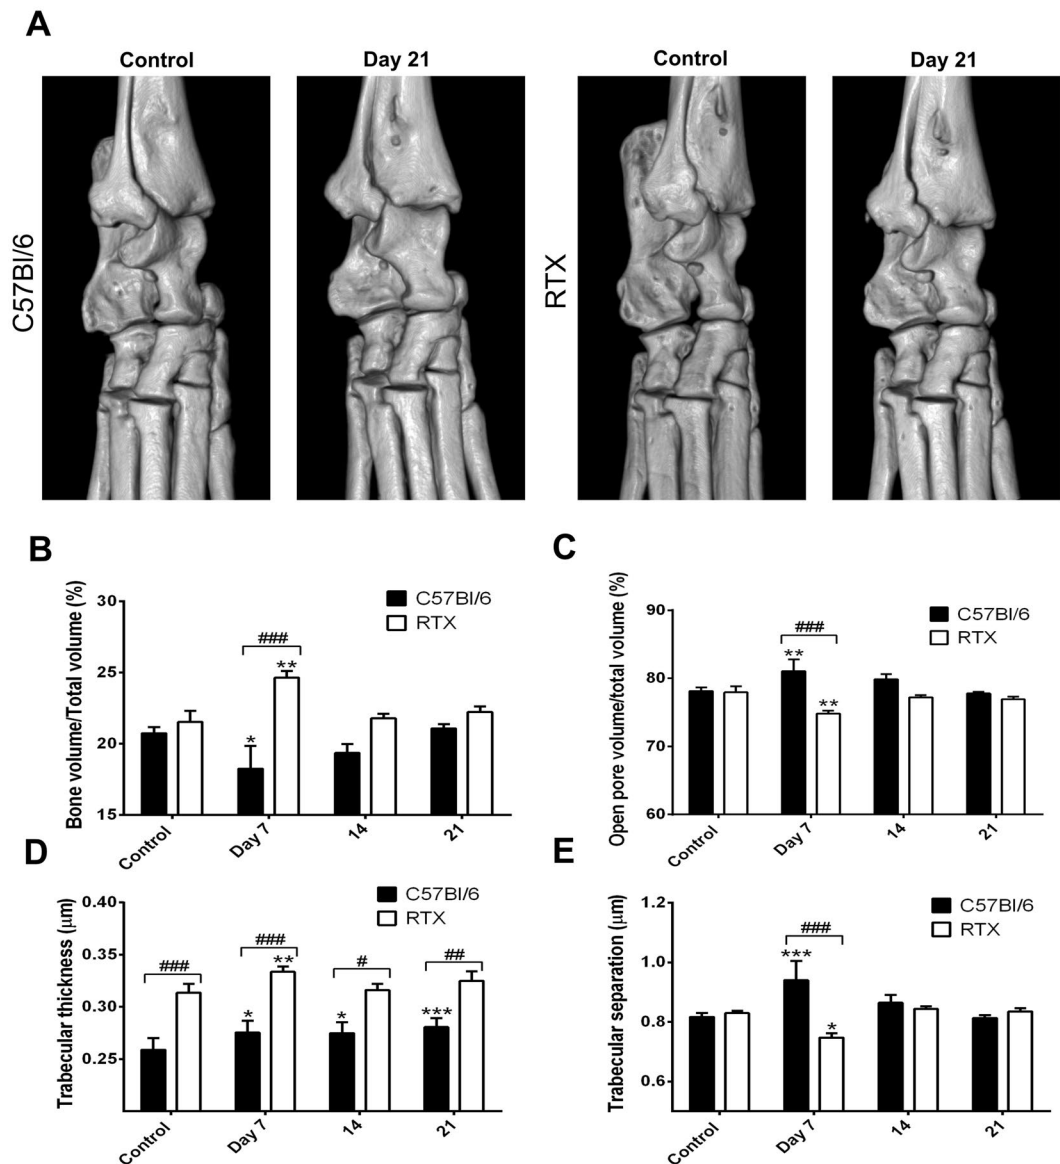 A
Control
Day 21
Control
Day 21
C57Bl/6
RTX
B
Bone volume/Total volume (%)
30
25
20
15
C57Bl/6
RTX
###
*
**
Control
Day 7
14
21
C
Open pore volume/total volume (%)
90
80
70
60
C57Bl/6
RTX
###
**
**
Control
Day 7
14
21
D
Trabecular thickness (μm)
0.40
0.35
0.30
0.25
C57Bl/6
RTX
###
###
#
##
*
**
*
***
Control
Day 7
14
21
E
Trabecular separation (μm)
1.2
1.0
0.8
0.6
C57Bl/6
RTX
###
***
*
Control
Day 7
14
21